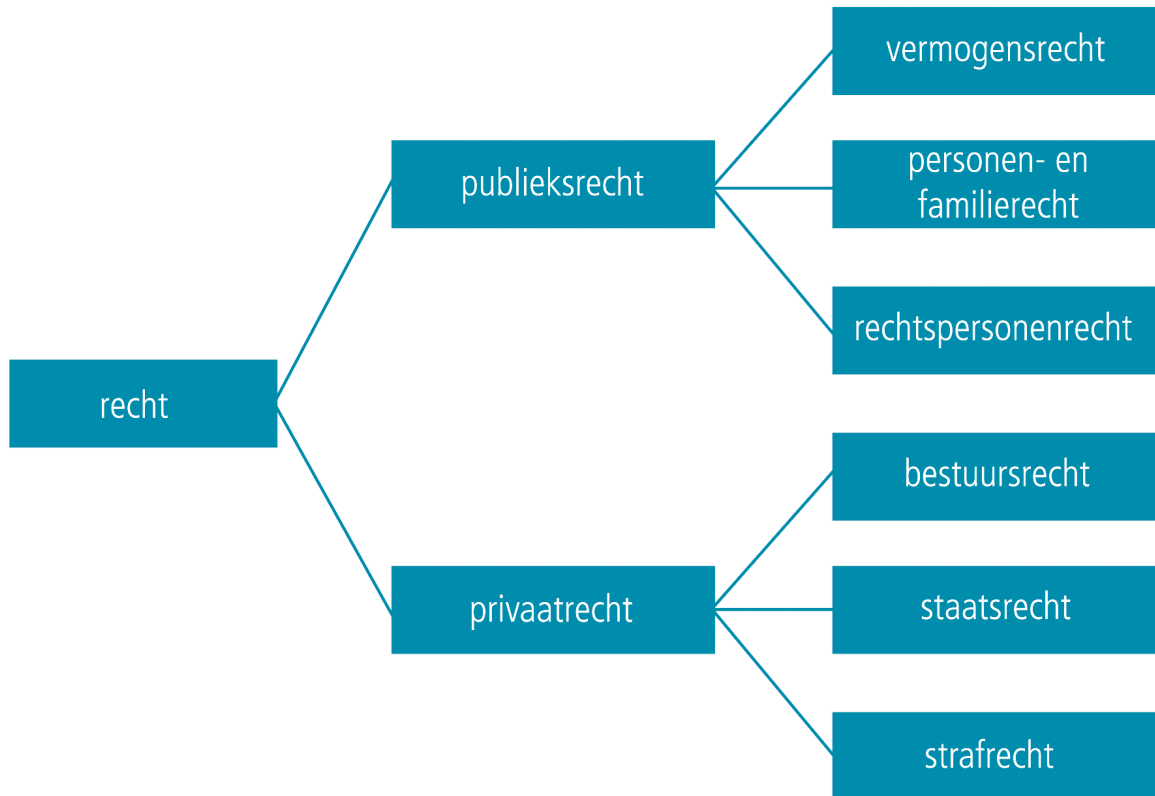 recht
publieksrecht
vermogensrecht
personen- en
familierecht
rechtspersonenrecht
privaatrecht
bestuursrecht
staatsrecht
strafrecht